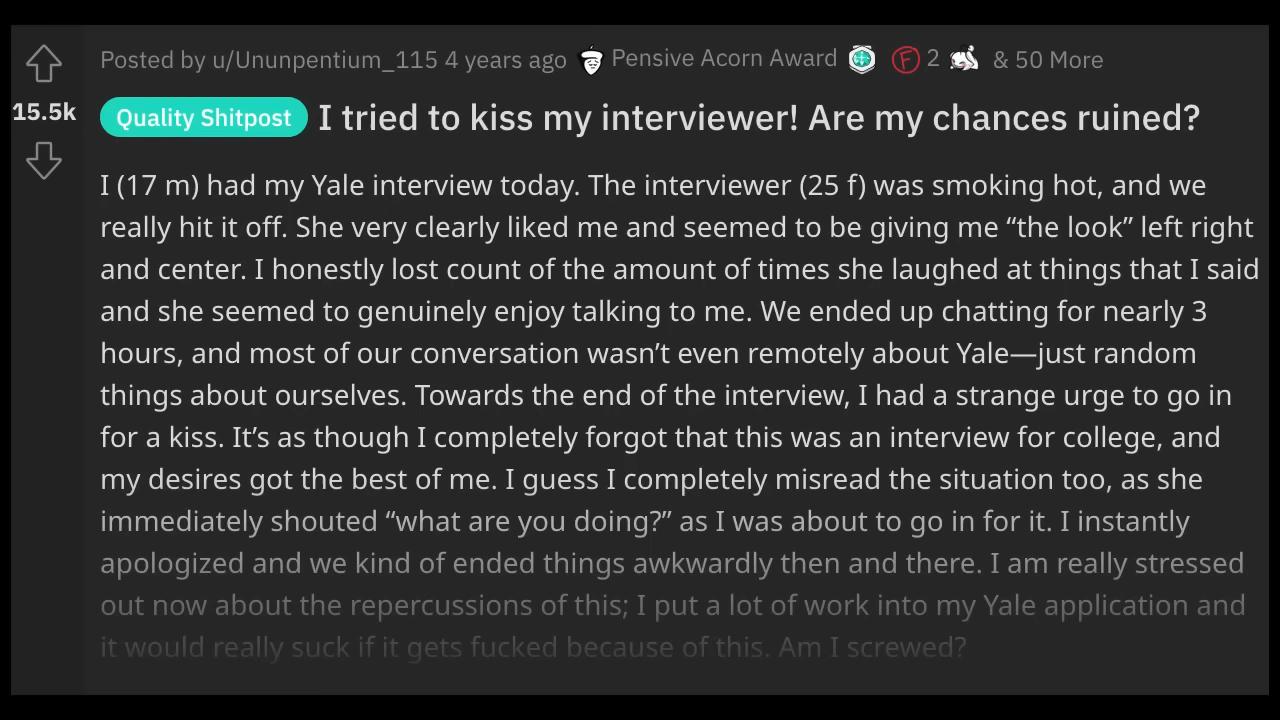 Posted by u/Ununpentium_115 4 years ago Pensive Acorn Award F 2 & 50 More
15.5k
Quality Shitpost I tried to kiss my interviewer! Are my chances ruined?
I (17 m) had my Yale interview today. The interviewer (25 f) was smoking hot, and we
really hit it off. She very clearly liked me and seemed to be giving me “the look” left right
and center. I honestly lost count of the amount of times she laughed at things that I said
and she seemed to genuinely enjoy talking to me. We ended up chatting for nearly 3
hours, and most of our conversation wasn’t even remotely about Yale—just random
things about ourselves. Towards the end of the interview, I had a strange urge to go in
for a kiss. It’s as though I completely forgot that this was an interview for college, and
my desires got the best of me. I guess I completely misread the situation too, as she
immediately shouted “what are you doing?” as I was about to go in for it. I instantly
apologized and we kind of ended things awkwardly then and there. I am really stressed
out now about the repercussions of this; I put a lot of work into my Yale application and
it would really suck if it gets fucked because of this. Am I screwed?